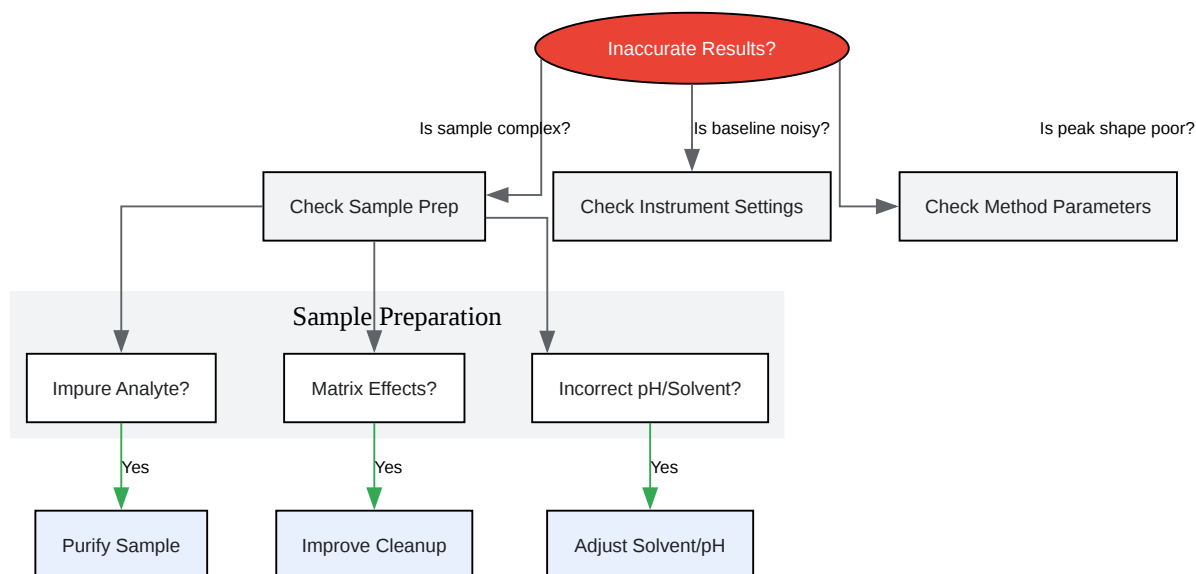 Inaccurate Results?
Is sample complex?
Is baseline noisy?
Is peak shape poor?
Check Sample Prep
Check Instrument Settings
Check Method Parameters
Sample Preparation
Impure Analyte?
Matrix Effects?
Incorrect pH/Solvent?
Yes
Yes
Yes
Purify Sample
Improve Cleanup
Adjust Solvent/pH